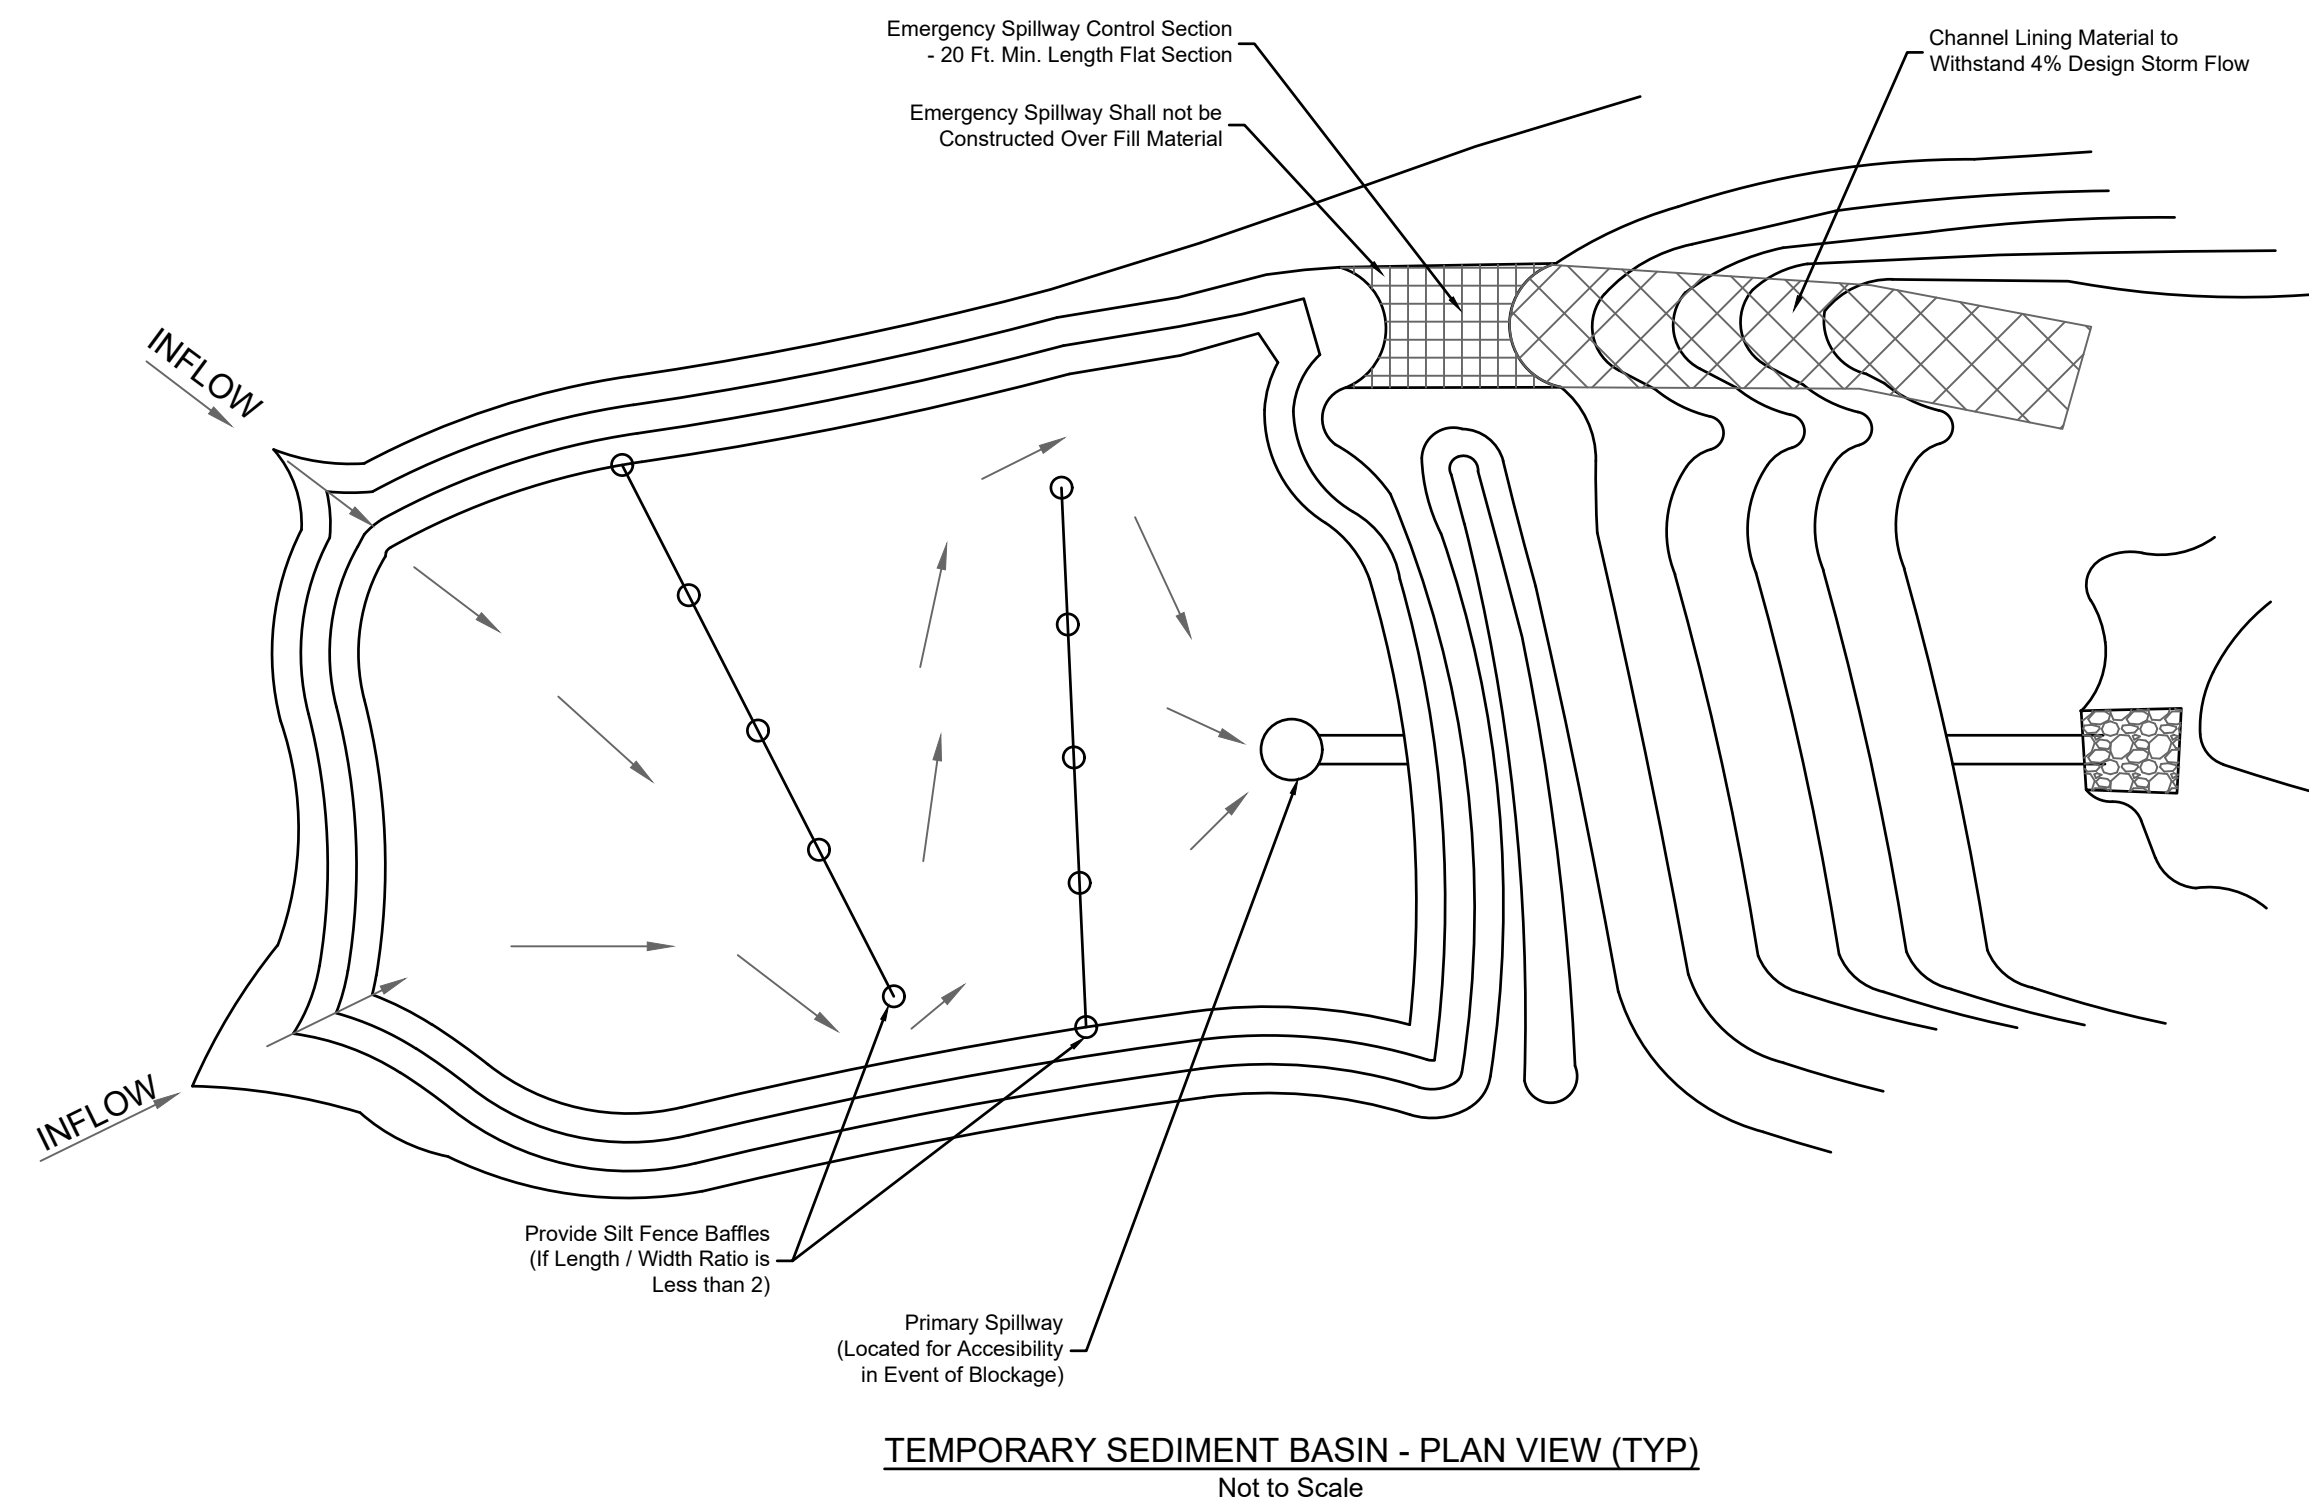 Emergency Spillway Control Section
- 20 Ft. Min. Length Flat Section
Channel Lining Material to
Withstand 4% Design Storm Flow
Emergency Spillway Shall not be
Constructed Over Fill Material
INFLOW
INFLOW
Provide Silt Fence Baffles
(If Length / Width Ratio is
Less than 2)
Primary Spillway
(Located for Accesibility
in Event of Blockage)
TEMPORARY SEDIMENT BASIN - PLAN VIEW (TYP)
Not to Scale